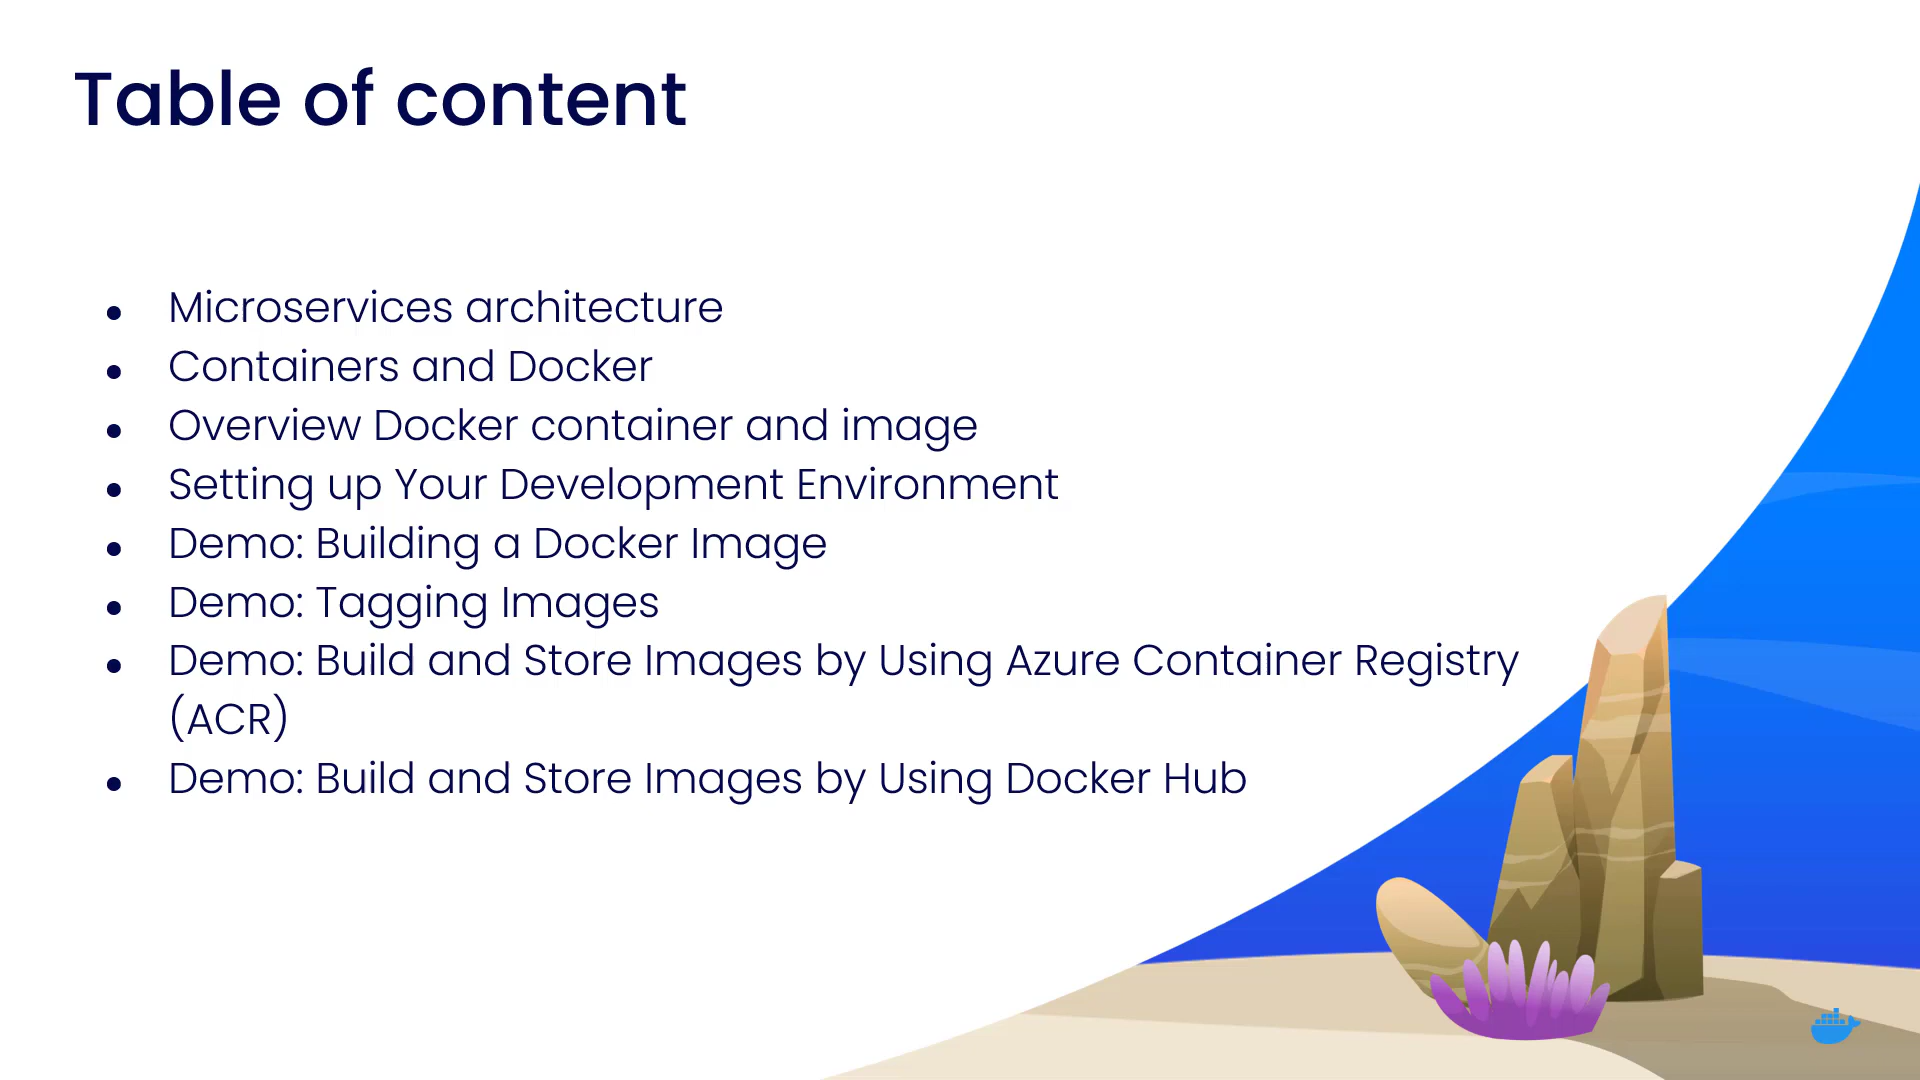 Table of content
• Microservices architecture
• Containers and Docker
• Overview Docker container and image
• Setting up Your Development Environment
• Demo: Building a Docker Image
• Demo: Tagging Images
• Demo: Build and Store Images by Using Azure Container Registry
(ACR)
• Demo: Build and Store Images by Using Docker Hub